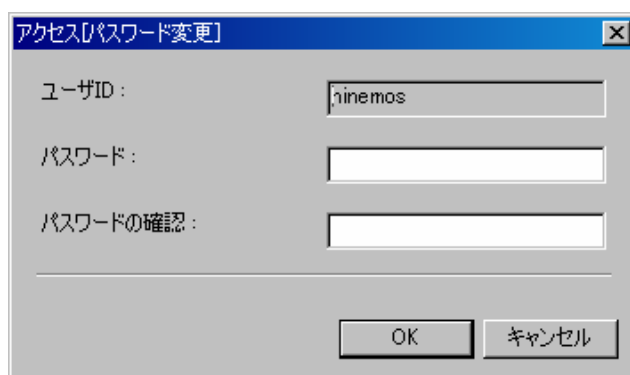 アクセス[パスワード変更]
ユーザID :
hinemos
パスワード :
パスワードの確認 :
OK
キャンセル